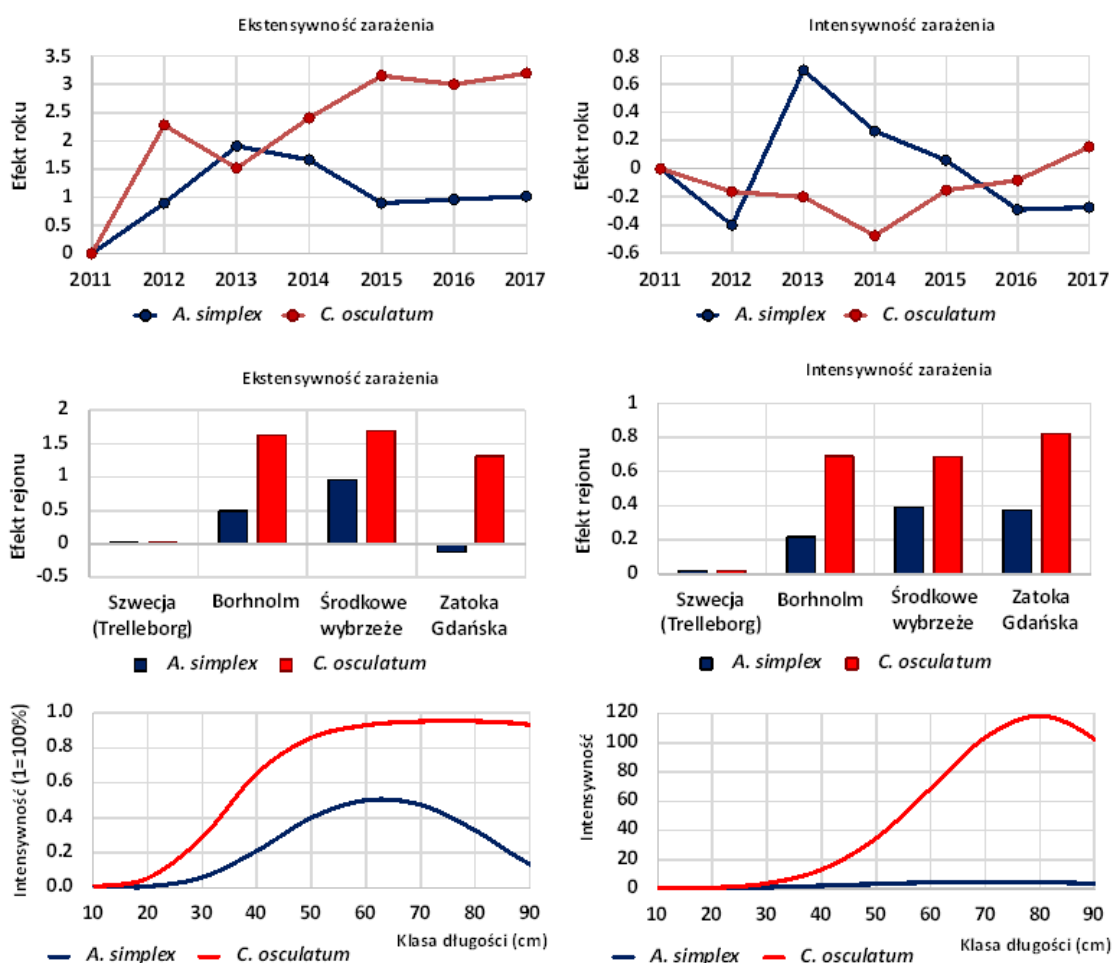 Ekstensywność zarażenia
Efekt roku
3.5
3
2.5
2
1.5
1
0.5
0
2011 2012 2013 2014 2015 2016 2017
A. simplex C. osculatum
Intensywność zarażenia
Efekt roku
0.8
0.6
0.4
0.2
0
-0.2
-0.4
-0.6
2011 2012 2013 2014 2015 2016 2017
A. simplex C. osculatum
Ekstensywność zarażenia
Efekt rejonu
2
1.5
1
0.5
0
-0.5
Szwecja Borhnolm Środkowe Zatoka
(Trelleborg) wybrzeże Gdańska
A. simplex C. osculatum
Intensywność zarażenia
Efekt rejonu
1
0.8
0.6
0.4
0.2
0
Szwecja Borhnolm Środkowe Zatoka
(Trelleborg) wybrzeże Gdańska
A. simplex C. osculatum
Intensywność (1=100%)
1.0
0.8
0.6
0.4
0.2
0.0
10 20 30 40 50 60 70 80 90
Klasa długości (cm)
A. simplex C. osculatum
Intensywność
120
100
80
60
40
20
0
10 20 30 40 50 60 70 80 90
Klasa długości (cm)
A. simplex C. osculatum